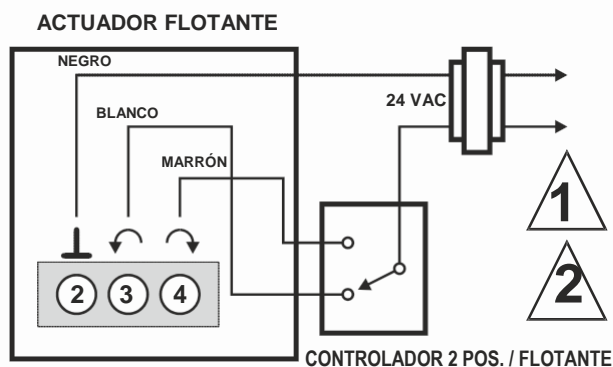 ACTUADOR FLOTANTE
NEGRO
24 VAC
BLANCO
MARRÓN
1
2
2 3 4
CONTROLADOR 2 POS. / FLOTANTE